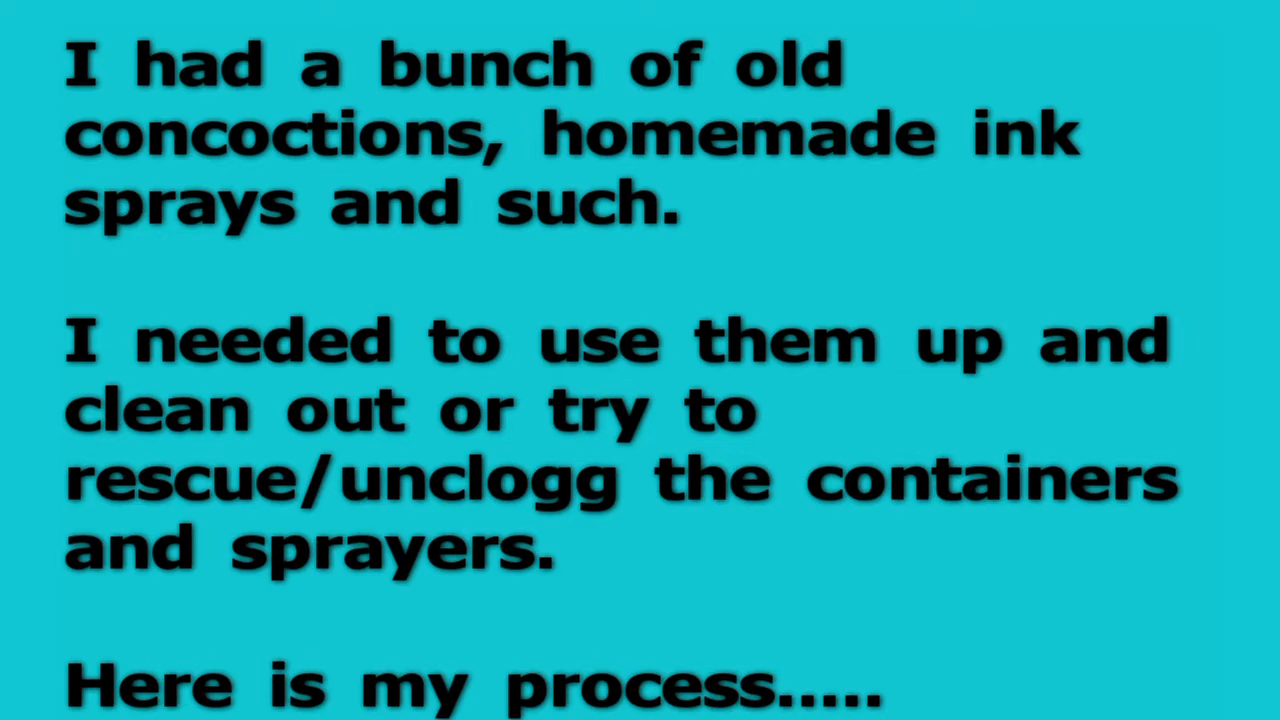 I had a bunch of old
concoctions, homemade ink
sprays and such.
I needed to use them up and
clean out or try to
rescue/unclogg the containers
and sprayers.
Here is my process.....